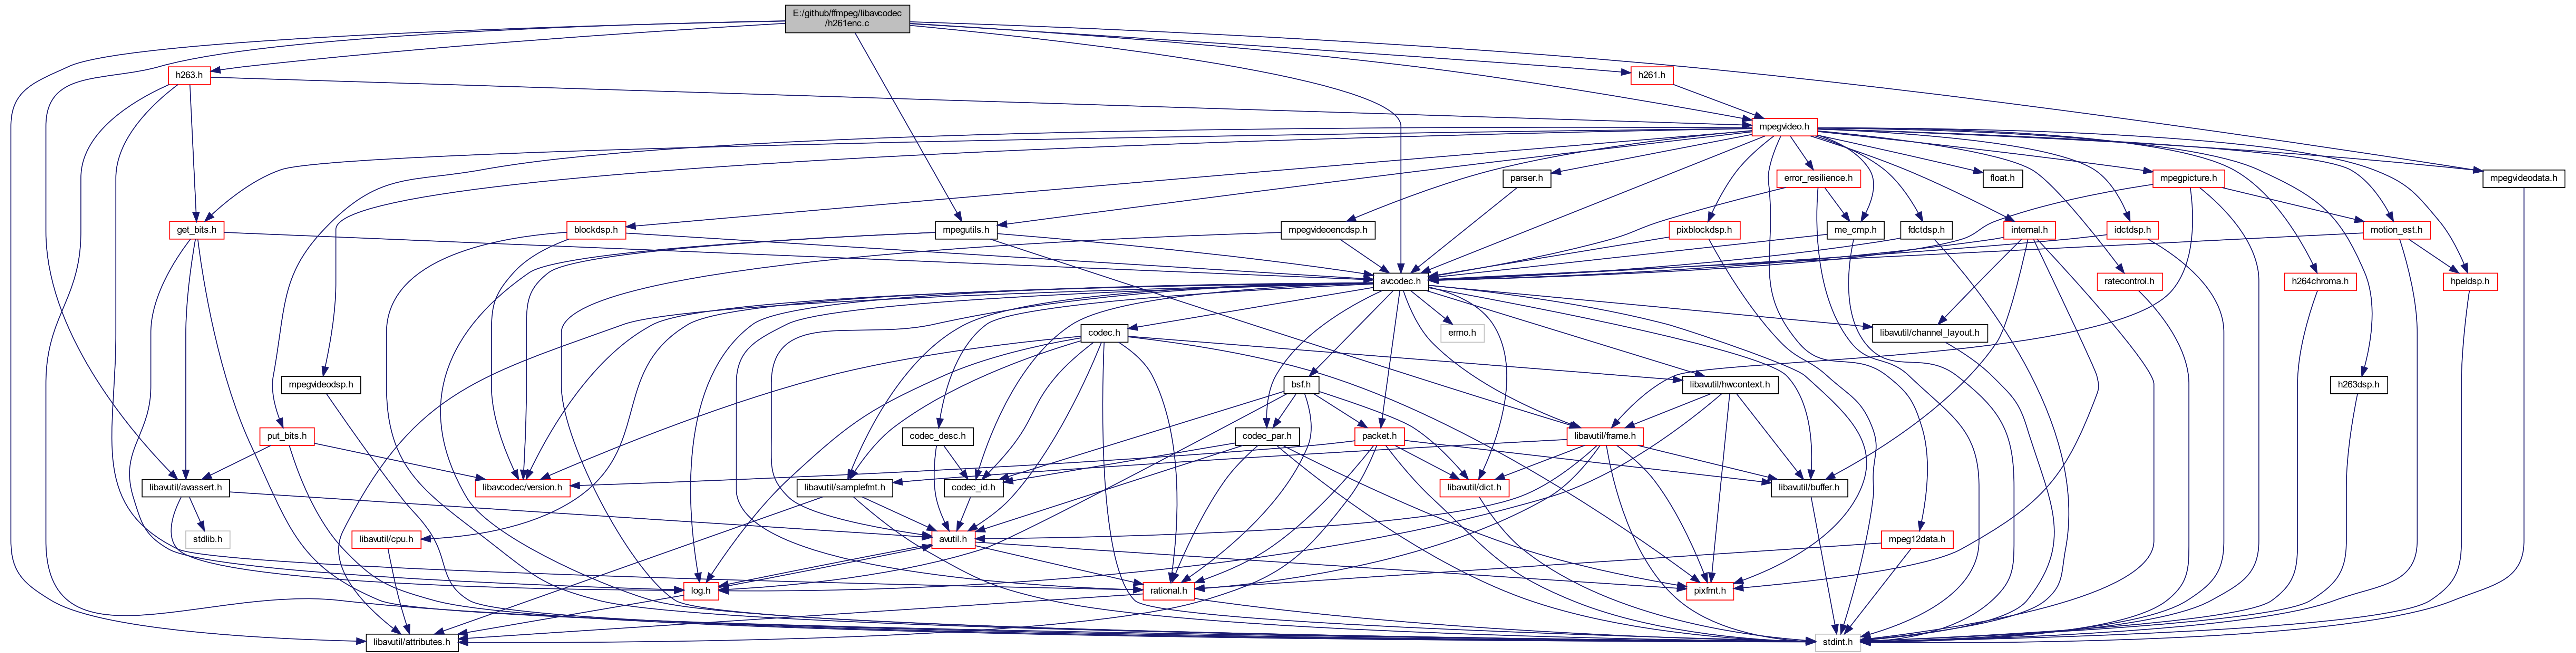 E:/github/ffmpeg/libavcodec
/h261enc.c
h263.h
h261.h
mpegvideo.h
parser.h
error_resilience.h
float.h
mpegpicture.h
mpegvideodata.h
get_bits.h
blockdsp.h
mpegutils.h
mpegvideoencdsp.h
pixblockdsp.h
me_cmp.h
fdctdsp.h
internal.h
idctdsp.h
motion_est.h
avcodec.h
ratecontrol.h
h264chroma.h
hpeldsp.h
codec.h
errno.h
libavutil/channel_layout.h
mpegvideodsp.h
bsf.h
libavutil/hwcontext.h
h263dsp.h
put_bits.h
codec_desc.h
codec_par.h
packet.h
libavutil/frame.h
libavutil/avassert.h
libavcodec/version.h
libavutil/samplefmt.h
codec_id.h
libavutil/dict.h
libavutil/buffer.h
stdlib.h
libavutil/cpu.h
avutil.h
mpeg12data.h
log.h
rational.h
pixfmt.h
libavutil/attributes.h
stdint.h